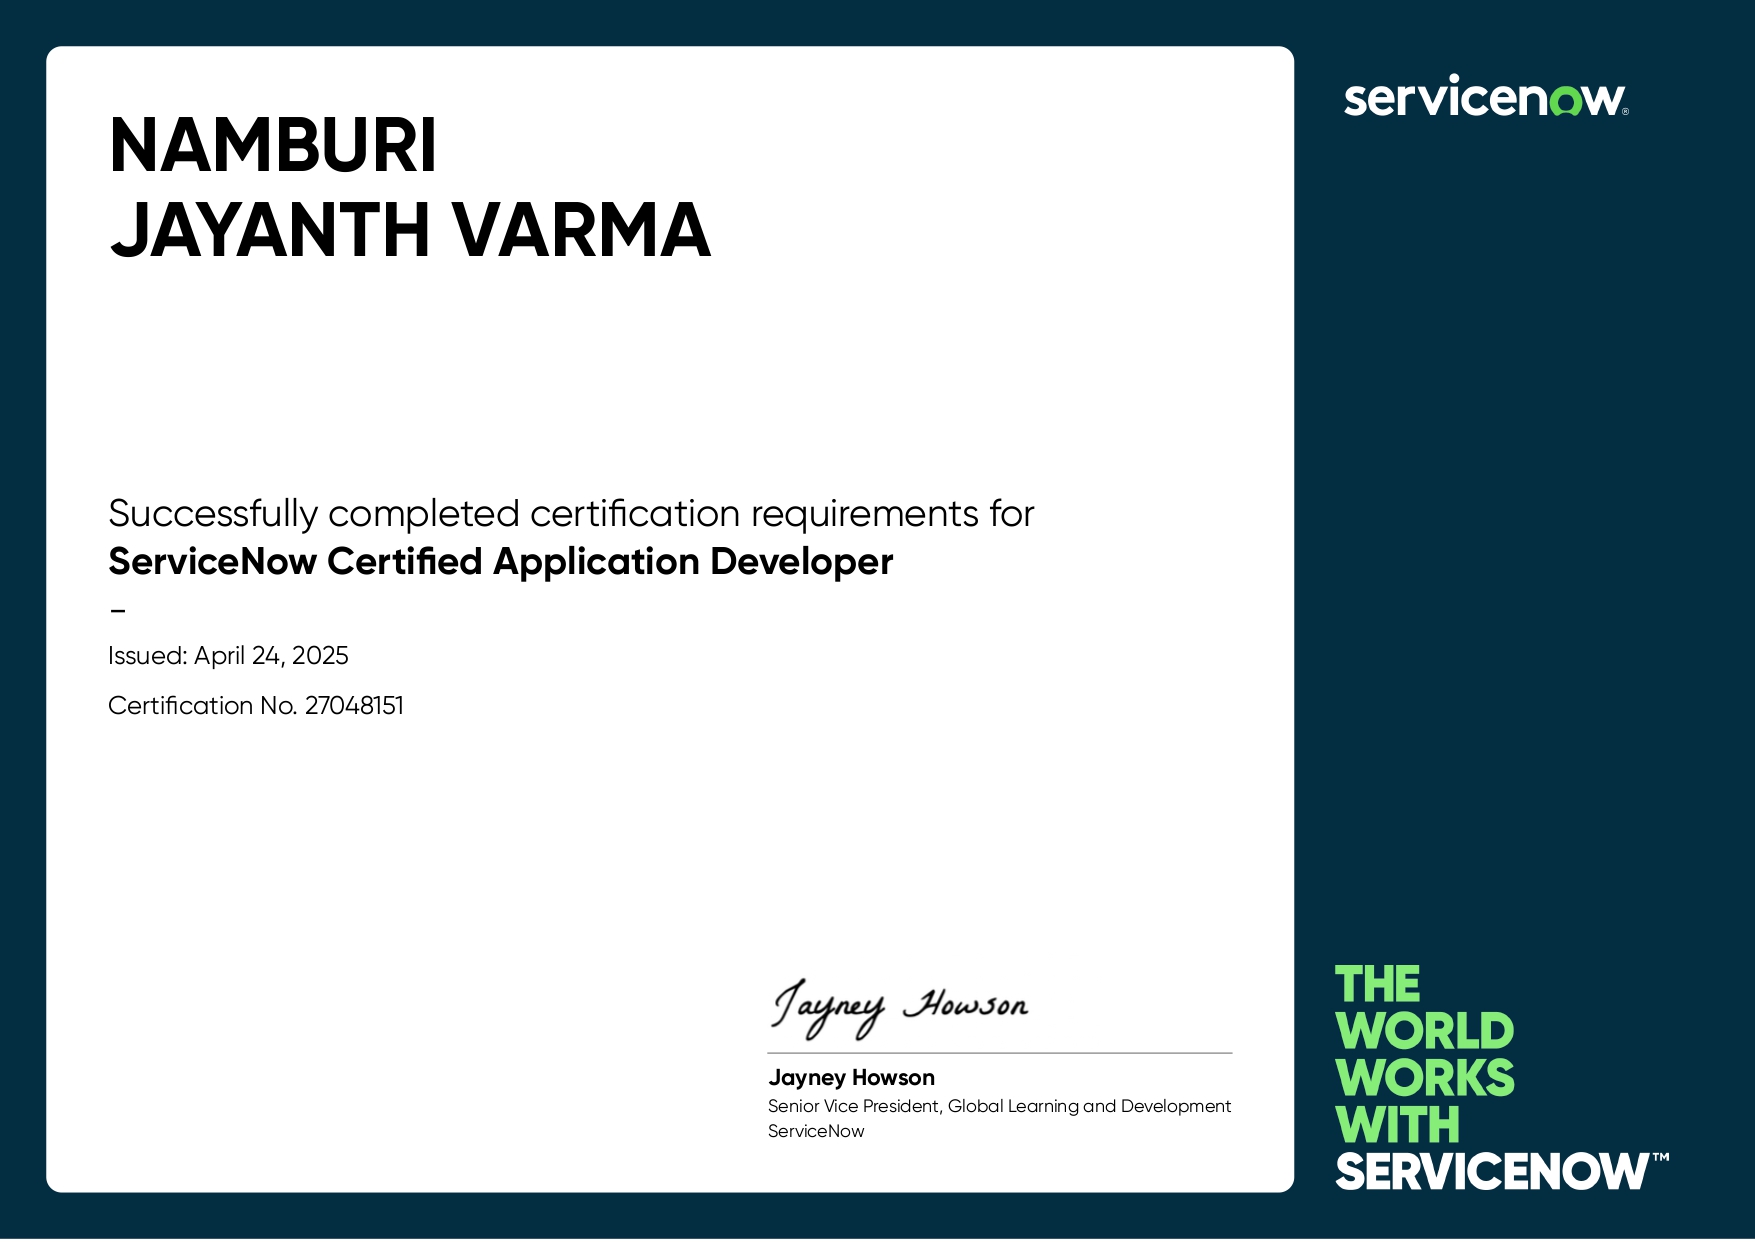 NAMBURI
JAYANTH VARMA
Successfully completed certification requirements for
ServiceNow Certified Application Developer
–
Issued: April 24, 2025
Certification No. 27048151
Jayney Howson
Jayney Howson
Senior Vice President, Global Learning and Development
ServiceNow
servicenow®
THE
WORLD
WORKS
WITH
SERVICENOW™